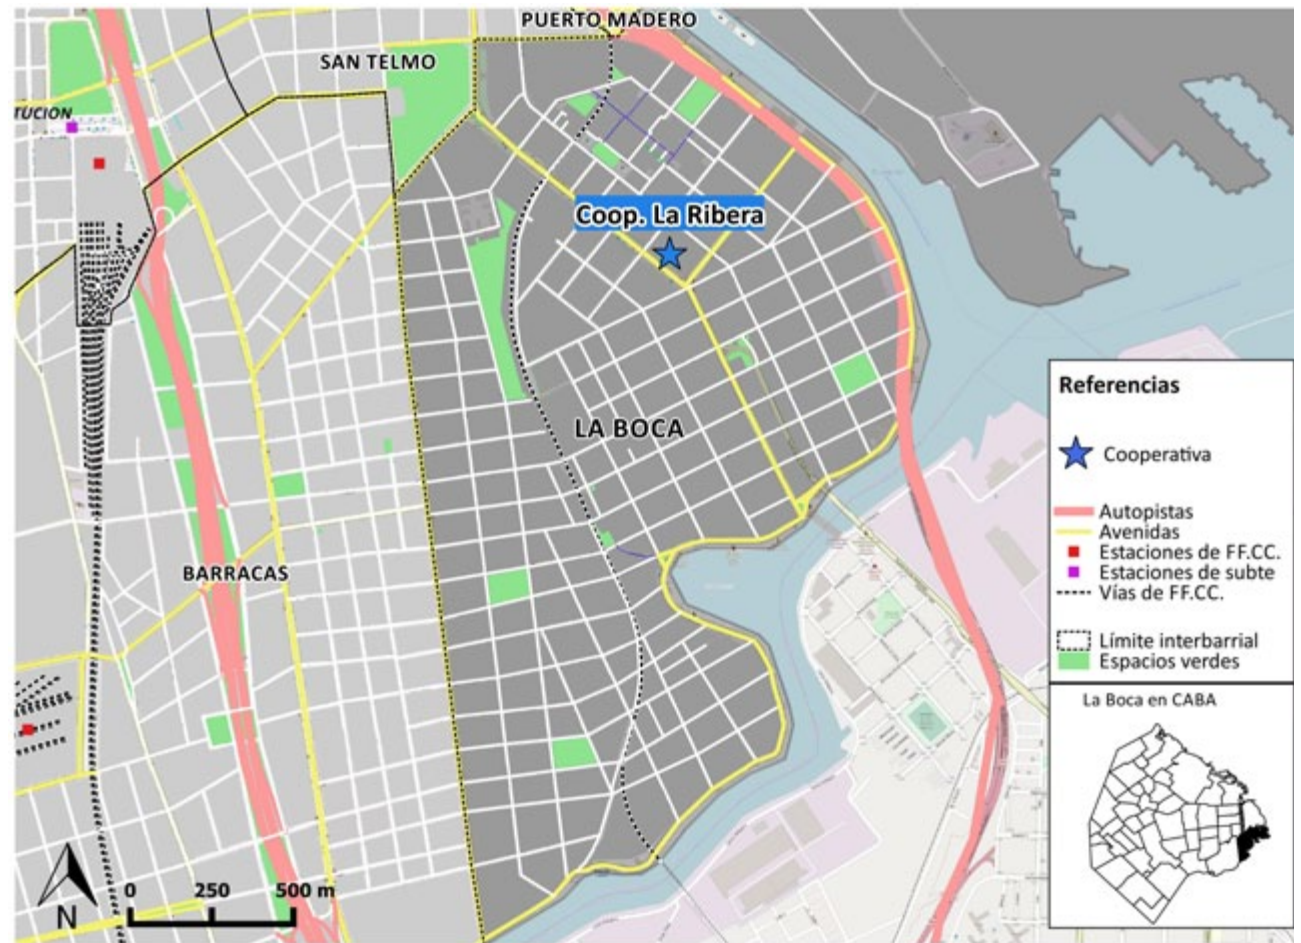 PUERTO MADERO
SAN TELMO
TUCION
Coop. La Ribera
LA BOCA
BARRACAS
Referencias
Cooperativa
Autopistas
Avenidas
Estaciones de FF.CC.
Estaciones de subte
Vías de FF.CC.
Límite interbarrial
Espacios verdes
La Boca en CABA
0 250 500 m
N